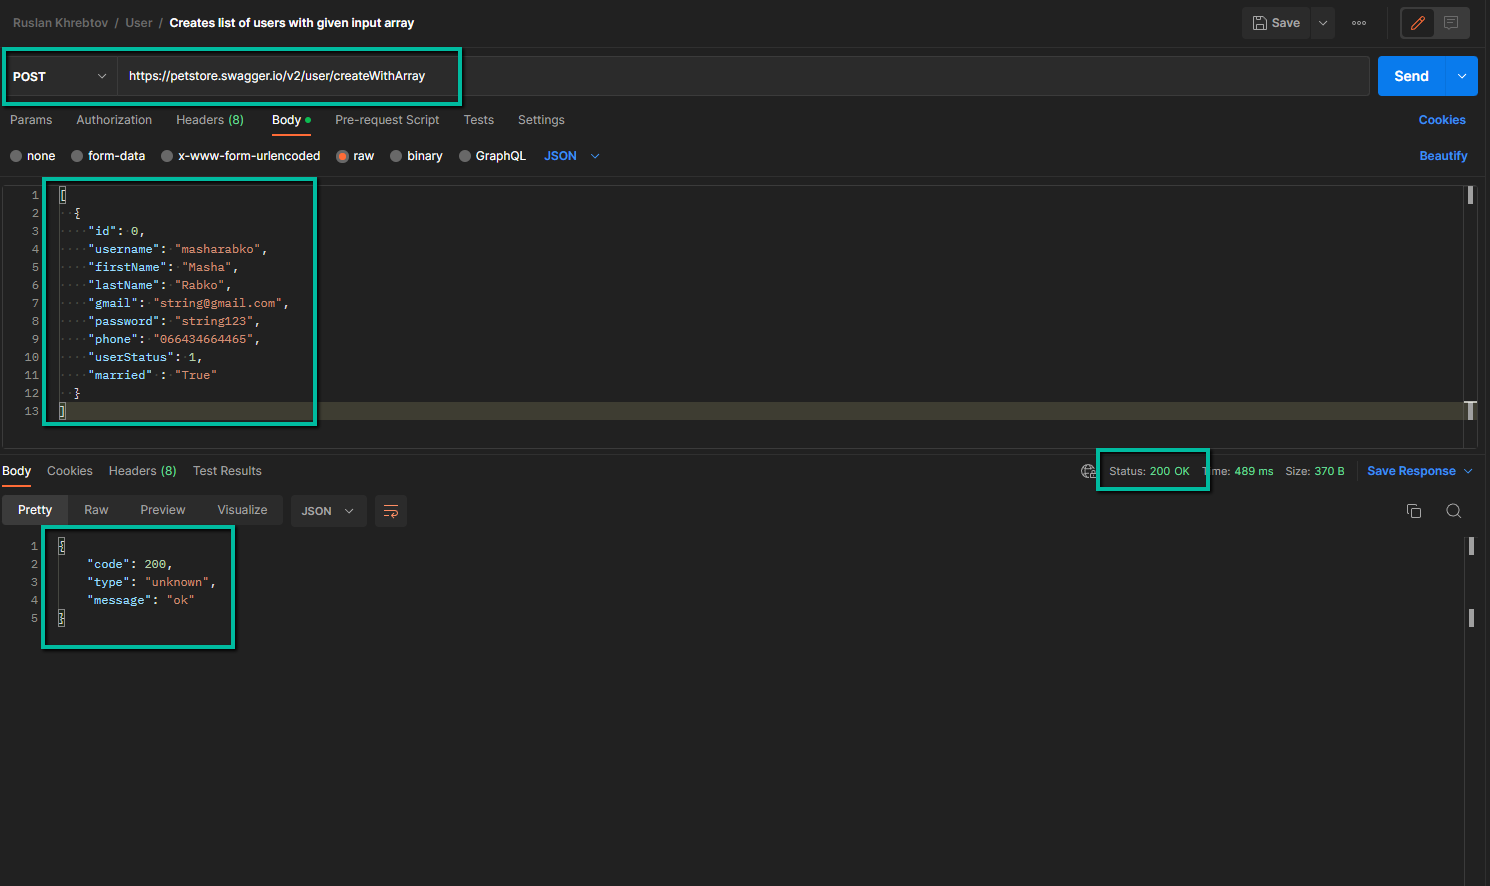 Ruslan Khrebtov / User / Creates list of users with given input array
Save
POST https://petstore.swagger.io/v2/user/createWithArray
Send
Params Authorization Headers (8) Body Pre-request Script Tests Settings Cookies
none form-data x-www-form-urlencoded raw binary GraphQL JSON Beautify
1 [
2 {
3 "id": 0,
4 "username": "masharabko",
5 "firstName": "Masha",
6 "lastName": "Rabko",
7 "gmail": "string@gmail.com",
8 "password": "string123",
9 "phone": "066434664465",
10 "userStatus": 1,
11 "married" : "True"
12 }
13 ]
Body Cookies Headers (8) Test Results Status: 200 OK Time: 489 ms Size: 370 B Save Response
Pretty Raw Preview Visualize JSON
1 {
2 "code": 200,
3 "type": "unknown",
4 "message": "ok"
5 }